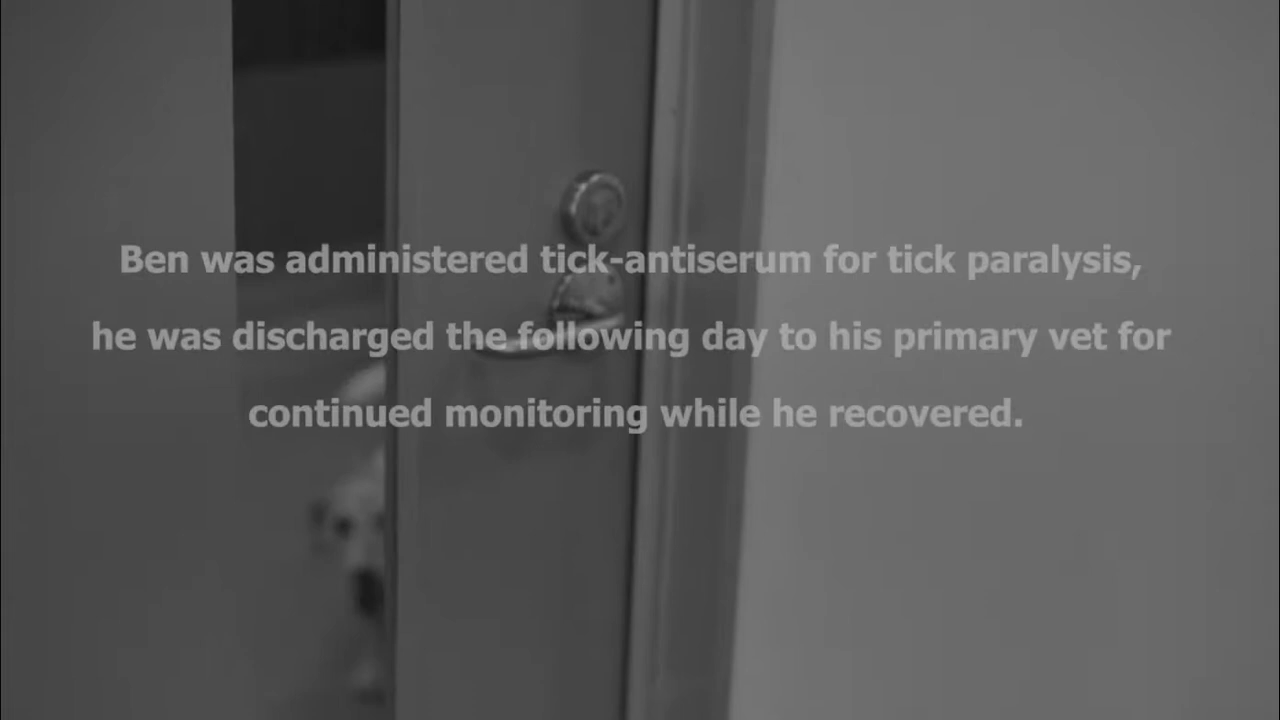 Ben was administered tick-antiserum for tick paralysis,
he was discharged the following day to his primary vet for
continued monitoring while he recovered.